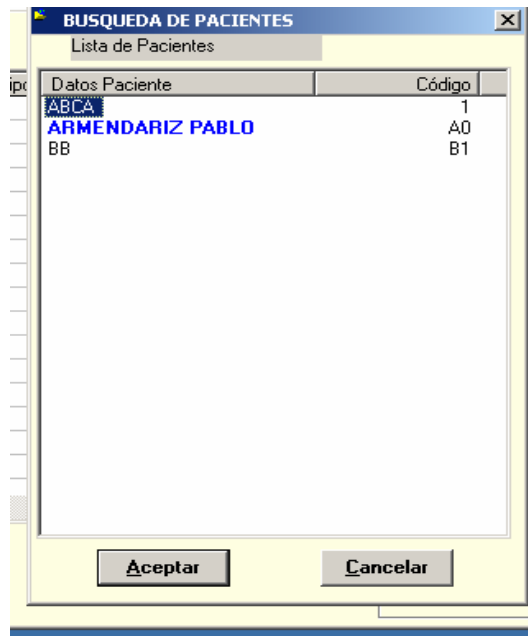 BUSQUEDA DE PACIENTES
Lista de Pacientes
Datos Paciente Código
ABCA 1
ARMENDARIZ PABLO A0
BB B1
Aceptar Cancelar